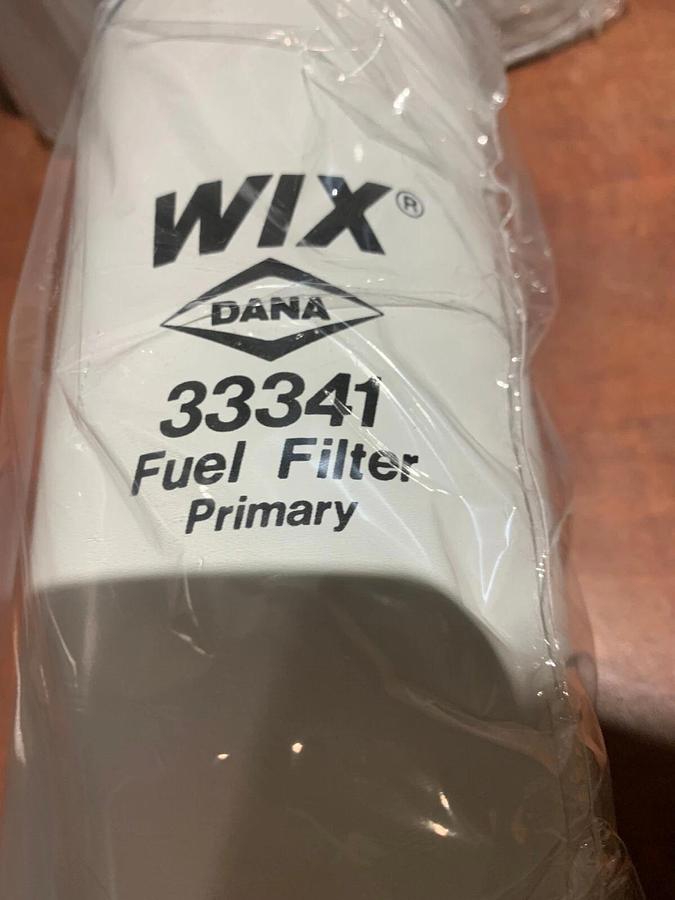 WIX®
DANA
33341
Fuel Filter
Primary